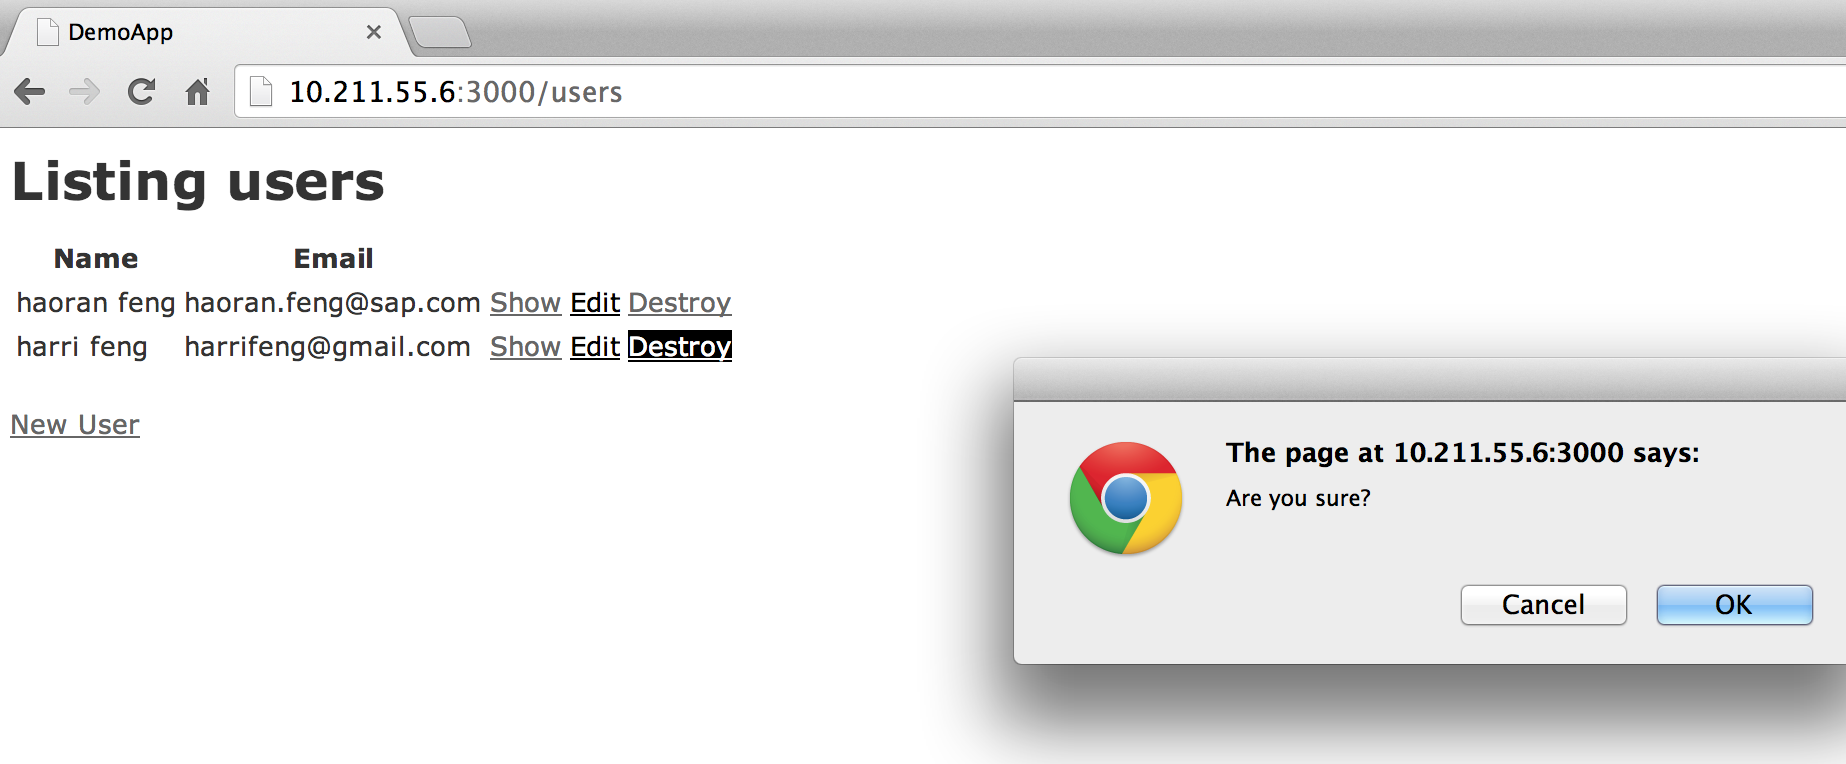 DemoApp
10.211.55.6:3000/users
Listing users
Name Email
haoran feng haoran.feng@sap.com Show Edit Destroy
harri feng harrifeng@gmail.com Show Edit Destroy
New User
The page at 10.211.55.6:3000 says:
Are you sure?
Cancel OK